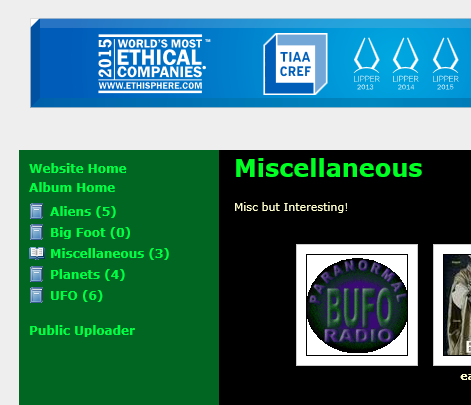 2015 WORLD'S MOST ETHICAL COMPANIES ™
WWW.ETHISPHERE.COM
TIAA
CREF
LIPPER 2013
LIPPER 2014
LIPPER 2015
Website Home
Album Home
Aliens (5)
Big Foot (0)
Miscellaneous (3)
Planets (4)
UFO (6)
Public Uploader
Miscellaneous
Misc but Interesting!
PARANORMAL
BUFO
RADIO
ea